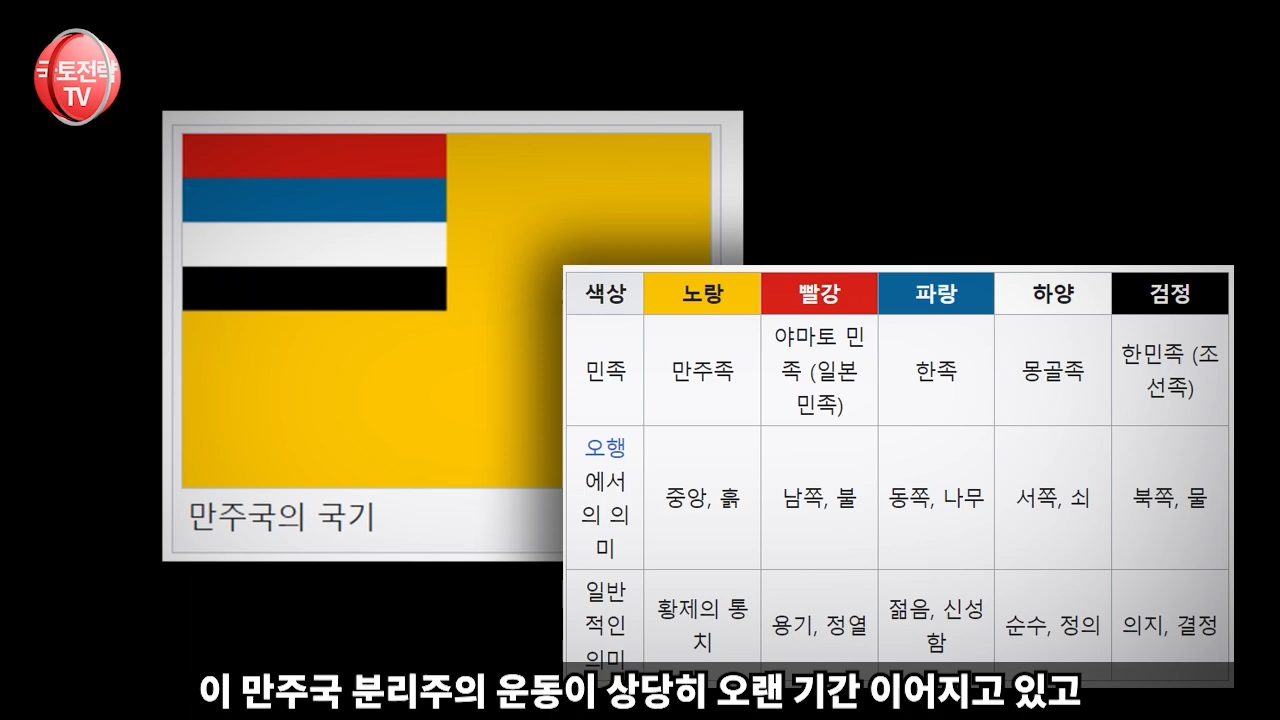 토전략
TV
만주국의 국기
색상 노랑 빨강 파랑 하양 검정
민족 만주족 야마토 민족 (일본 민족) 한족 몽골족 한민족 (조선족)
오행에서의 의미 중앙, 흙 남쪽, 불 동쪽, 나무 서쪽, 쇠 북쪽, 물
일반적인 의미 황제의 통치 용기, 정열 젊음, 신성함 순수, 정의 의지, 결정
이 만주국 분리주의 운동이 상당히 오랜 기간 이어지고 있고